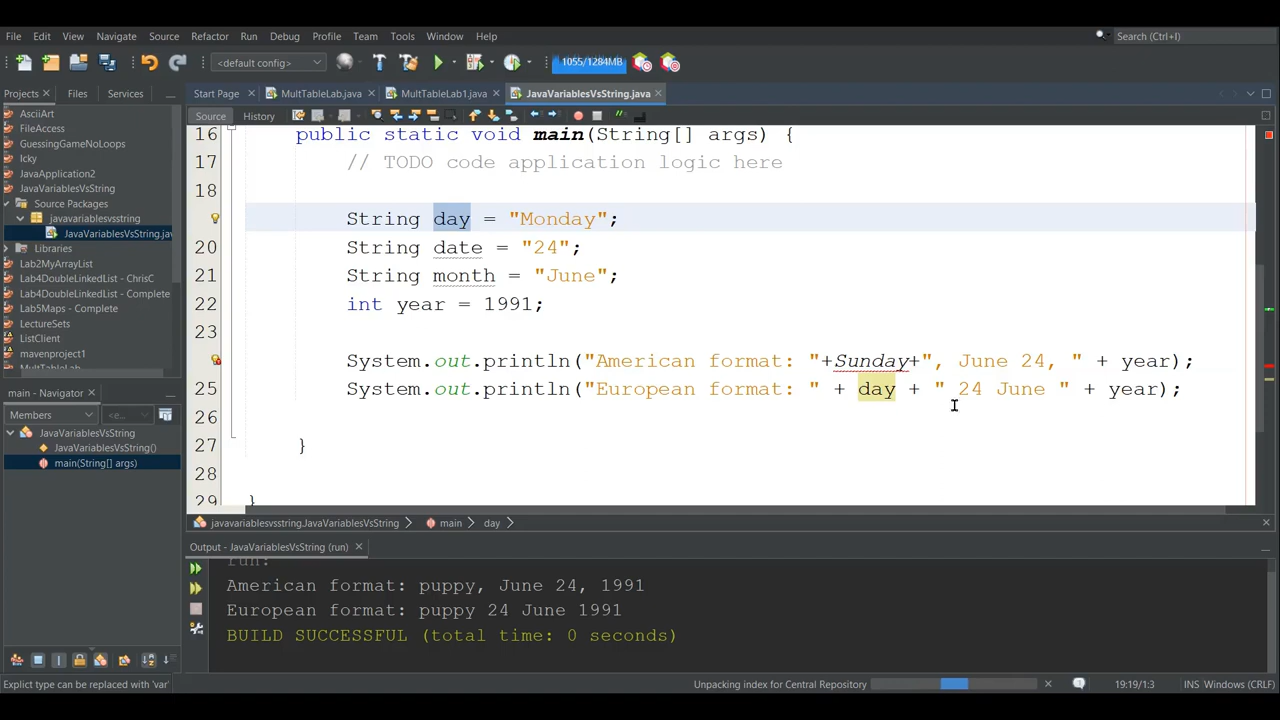 File Edit View Navigate Source Refactor Run Debug Profile Team Tools Window Help Search (Ctrl+I)
<default config> 1055/1284MB
Projects Files Services Start Page MultTableLab.java MultTableLab1.java JavaVariablesVsString.java
Source History
AsciiArt
FileAccess
GuessingGameNoLoops
Icky
JavaApplication2
JavaVariablesVsString
Source Packages
javavariablesvsstring
JavaVariablesVsString.jav
Libraries
Lab2MyArrayList
Lab4DoubleLinkedList - ChrisC
Lab4DoubleLinkedList - Complete
Lab5Maps - Complete
LectureSets
ListClient
mavenproject1
MultTableLab
16 public static void main(String[] args) {
17 // TODO code application logic here
18
String day = "Monday";
20 String date = "24";
21 String month = "June";
22 int year = 1991;
23
System.out.println("American format: "+Sunday+", June 24, " + year);
25 System.out.println("European format: " + day + " 24 June " + year);
26
27 }
28
29 }
main - Navigator
Members <e...
JavaVariablesVsString
JavaVariablesVsString()
main(String[] args)
javavariablesvsstring.JavaVariablesVsString main day
Output - JavaVariablesVsString (run)
run:
American format: puppy, June 24, 1991
European format: puppy 24 June 1991
BUILD SUCCESSFUL (total time: 0 seconds)
Explict type can be replaced with 'var' Unpacking index for Central Repository 19:19/1:3 INS Windows (CRLF)